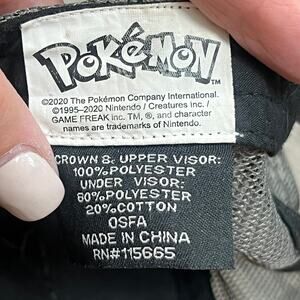 POKéMON™
©2020 The Pokémon Company International.
©1995–2020 Nintendo / Creatures inc. /
GAME FREAK inc. TM, ®, and character
names are trademarks of Nintendo.
CROWN & UPPER VISOR:
100%POLYESTER
UNDER VISOR:
80%POLYESTER
20%COTTON
OSFA
MADE IN CHINA
RN#115665